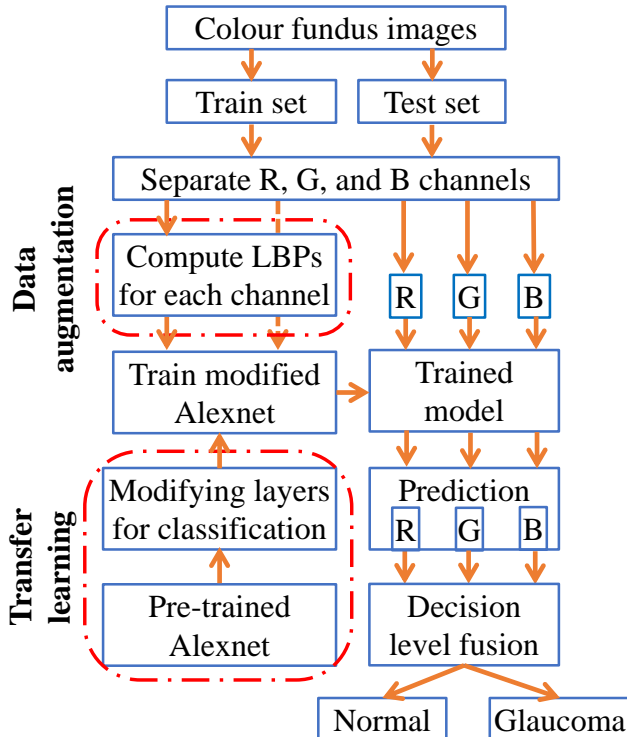 Colour fundus images
Train set
Test set
Separate R, G, and B channels
Data
augmentation
Compute LBPs
for each channel
R
G
B
Train modified
Alexnet
Trained
model
Transfer
learning
Modifying layers
for classification
Prediction
R
G
B
Pre-trained
Alexnet
Decision
level fusion
Normal
Glaucoma